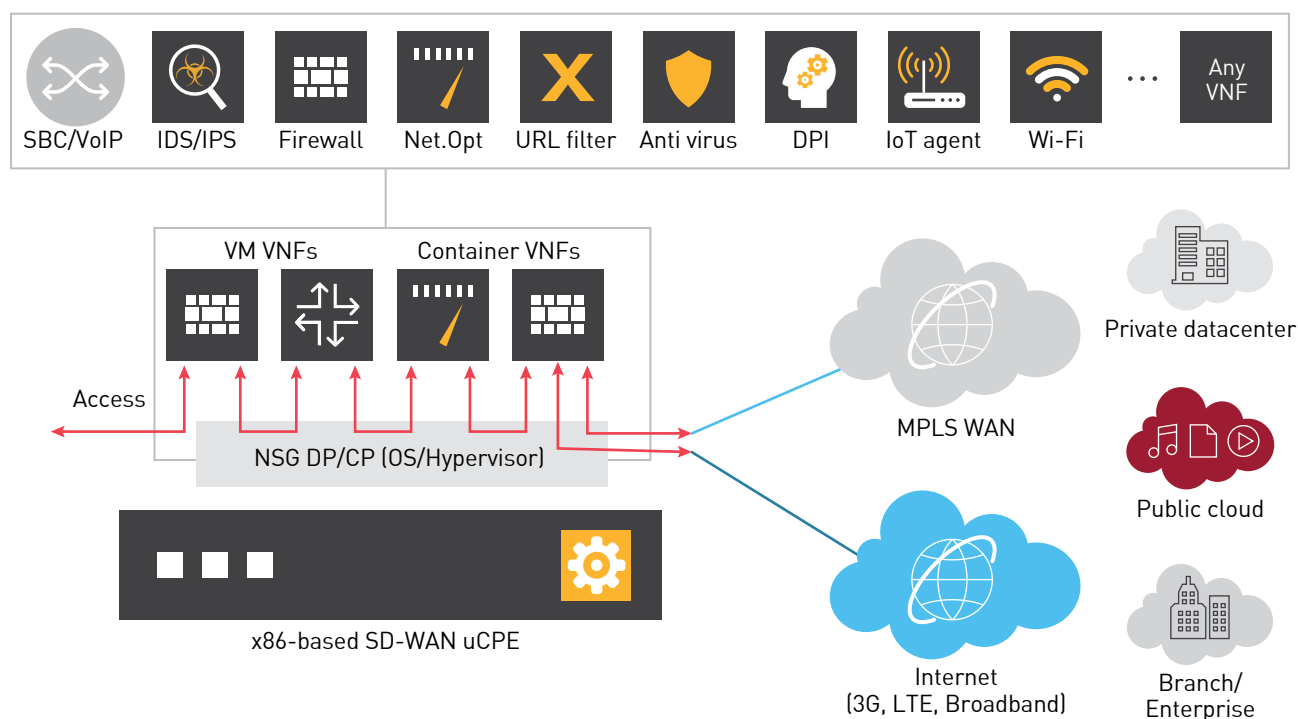 SBC/VoIP
IDS/IPS
Firewall
Net.Opt
URL filter
Anti virus
DPI
IoT agent
Wi-Fi
...
Any
VNF
VM VNFs
Container VNFs
Access
NSG DP/CP (OS/Hypervisor)
x86-based SD-WAN uCPE
MPLS WAN
Internet
(3G, LTE, Broadband)
Private datacenter
Public cloud
Branch/
Enterprise